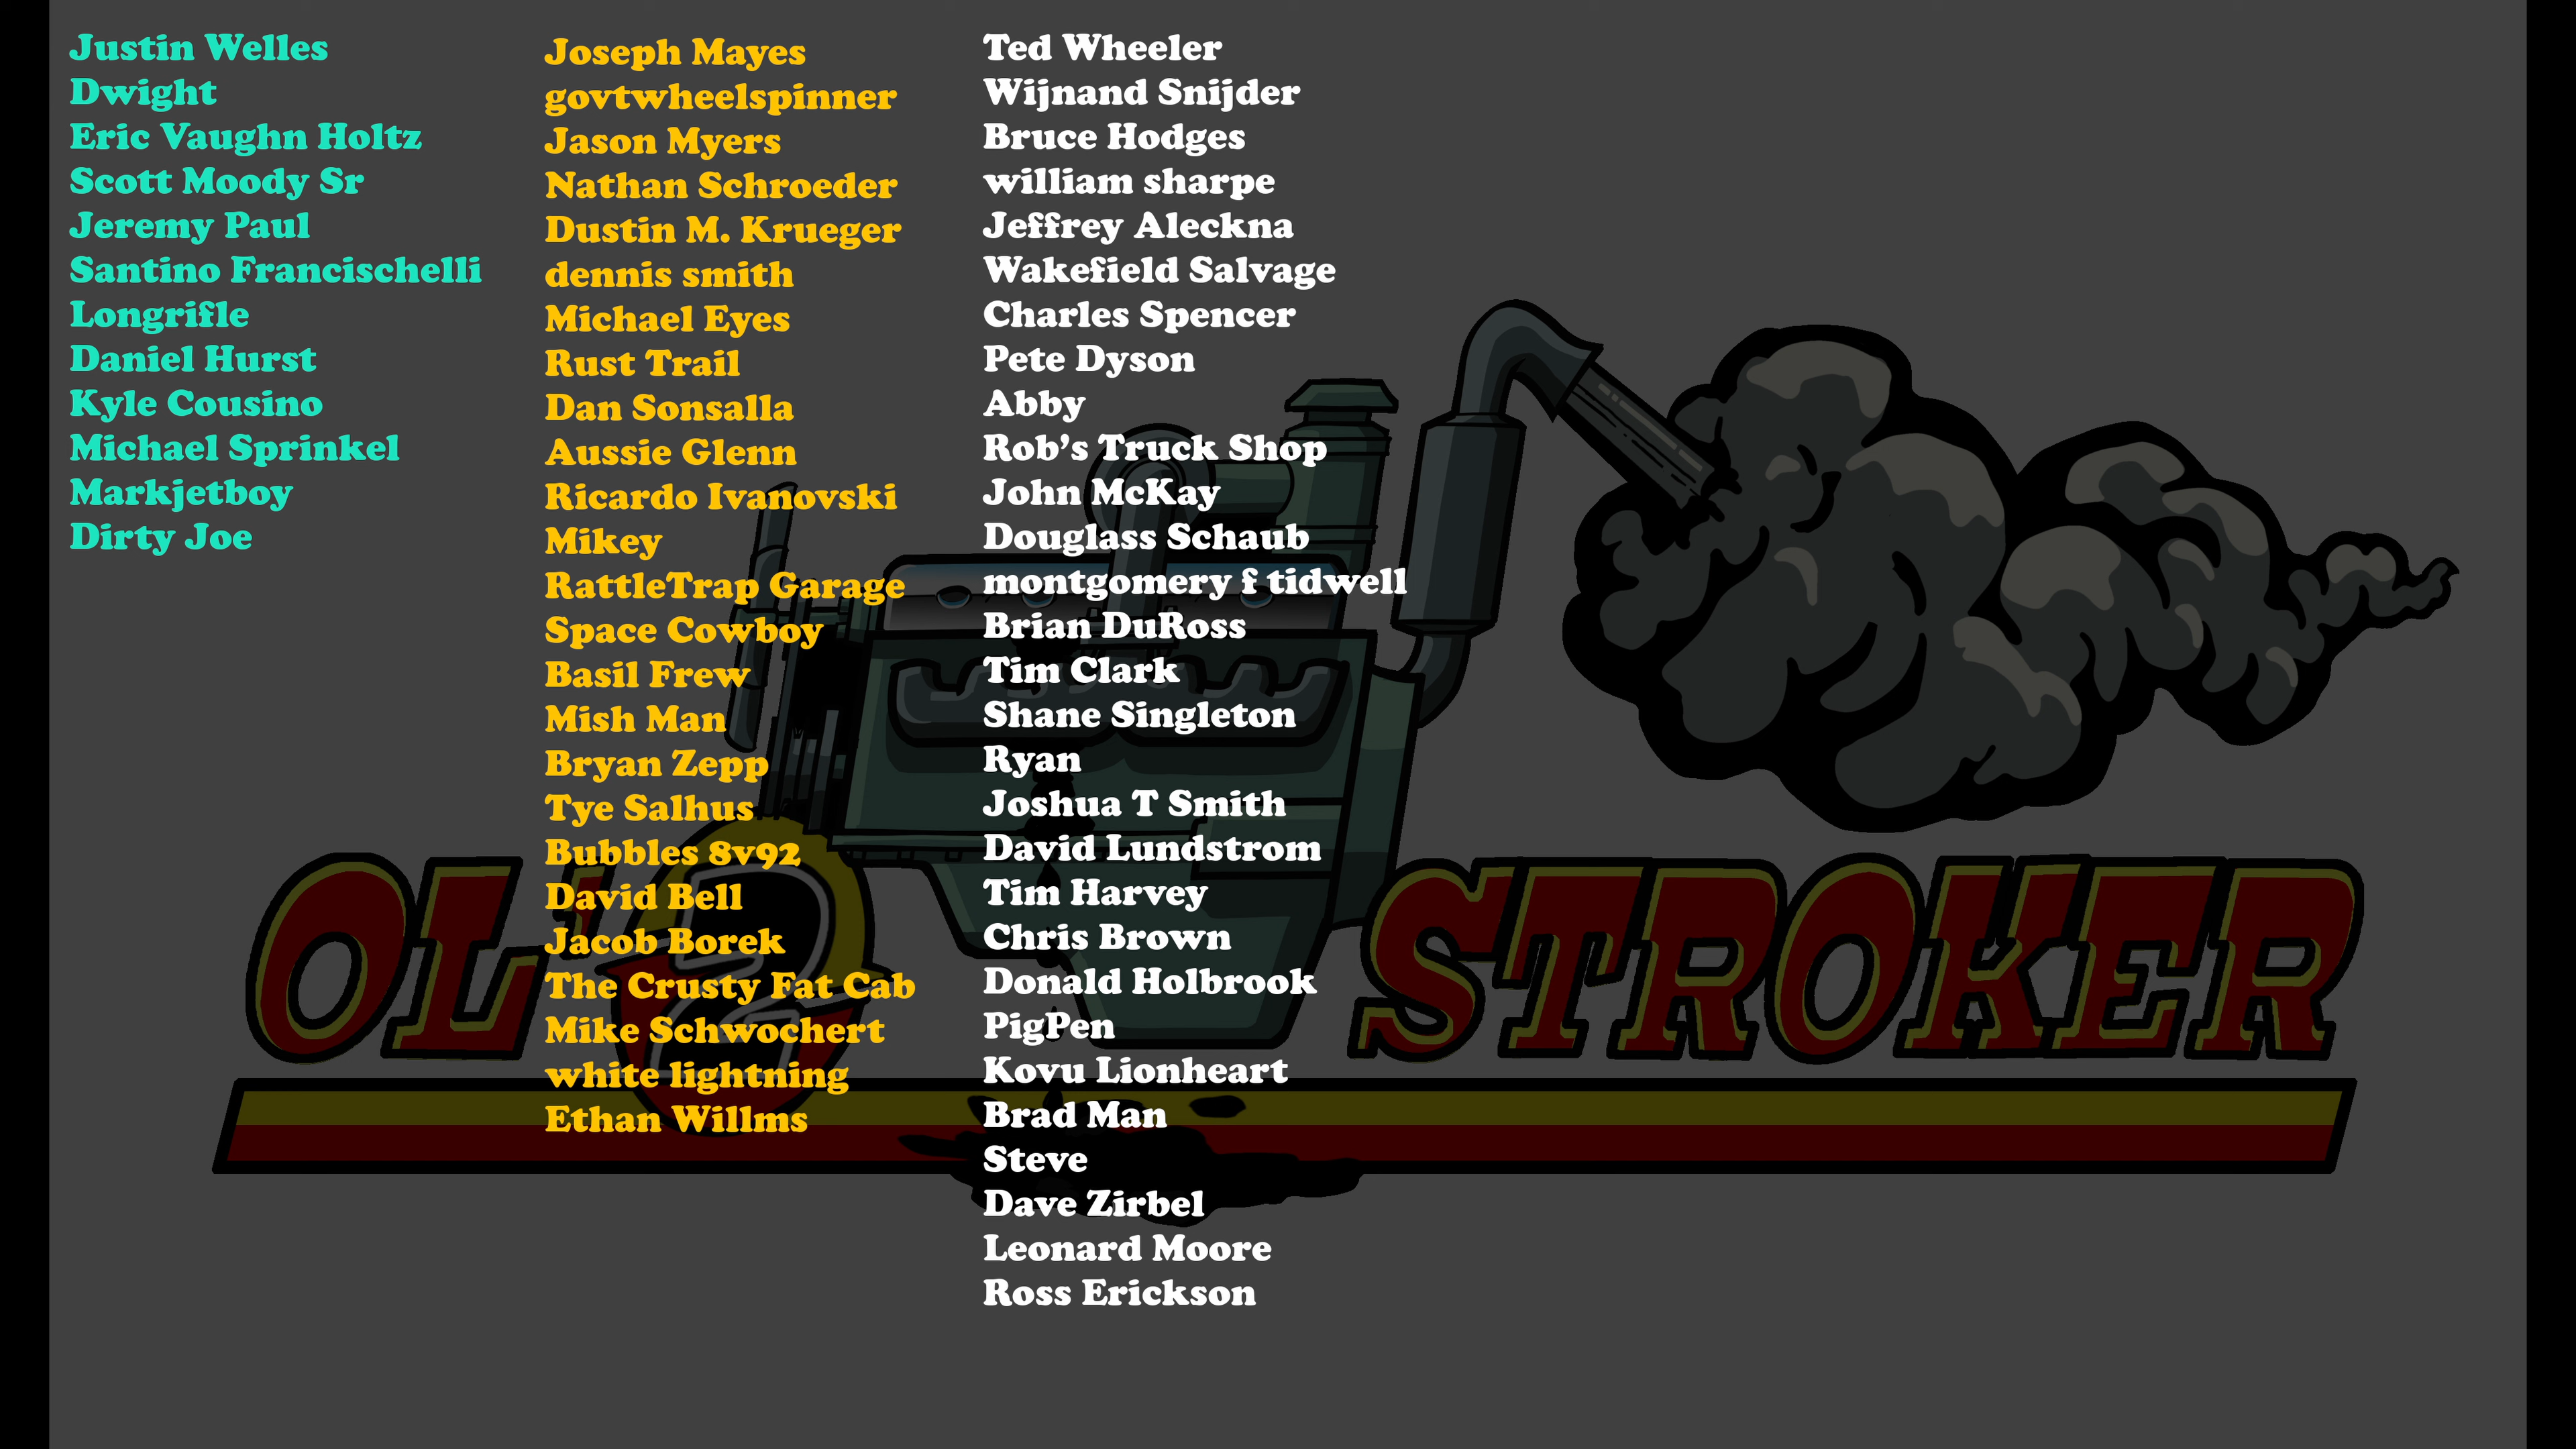 Justin Welles
Dwight
Eric Vaughn Holtz
Scott Moody Sr
Jeremy Paul
Santino Francischelli
Longrifle
Daniel Hurst
Kyle Cousino
Michael Sprinkel
Markjetboy
Dirty Joe
Joseph Mayes
govtwheelspinner
Jason Myers
Nathan Schroeder
Dustin M. Krueger
dennis smith
Michael Eyes
Rust Trail
Dan Sonsalla
Aussie Glenn
Ricardo Ivanovski
Mikey
RattleTrap Garage
Space Cowboy
Basil Frew
Mish Man
Bryan Zepp
Tye Salhus
Bubbles 8v92
David Bell
Jacob Borek
The Crusty Fat Cab
Mike Schwochert
white lightning
Ethan Willms
Ted Wheeler
Wijnand Snijder
Bruce Hodges
william sharpe
Jeffrey Aleckna
Wakefield Salvage
Charles Spencer
Pete Dyson
Abby
Rob's Truck Shop
John McKay
Douglass Schaub
montgomery f tidwell
Brian DuRoss
Tim Clark
Shane Singleton
Ryan
Joshua T Smith
David Lundstrom
Tim Harvey
Chris Brown
Donald Holbrook
PigPen
Kovu Lionheart
Brad Man
Steve
Dave Zirbel
Leonard Moore
Ross Erickson
OL' 2 STROKER